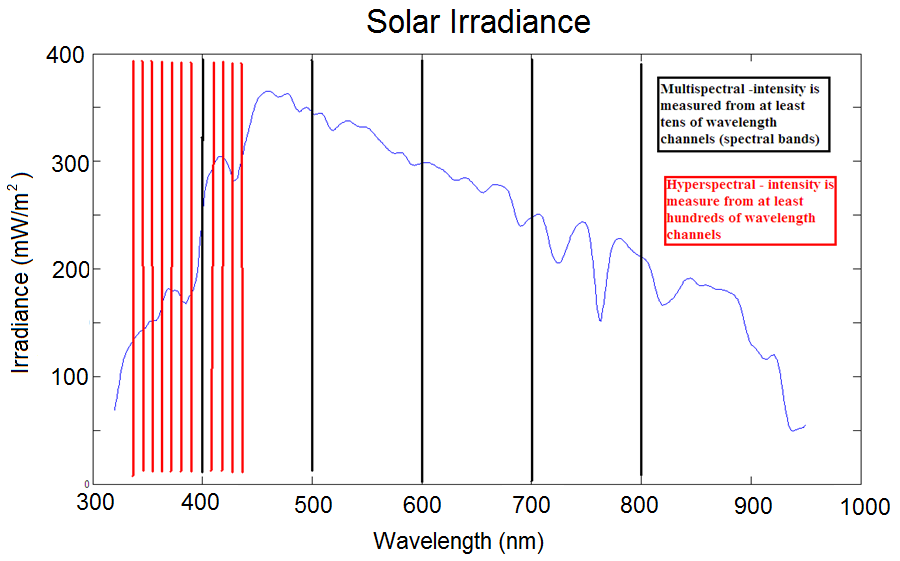 Solar Irradiance
400
300
200
100
0
Irradiance (mW/m²)
Multispectral -intensity is
measured from at least
tens of wavelength
channels (spectral bands)
Hyperspectral - intensity is
measure from at least
hundreds of wavelength
channels
300 400 500 600 700 800 900 1000
Wavelength (nm)